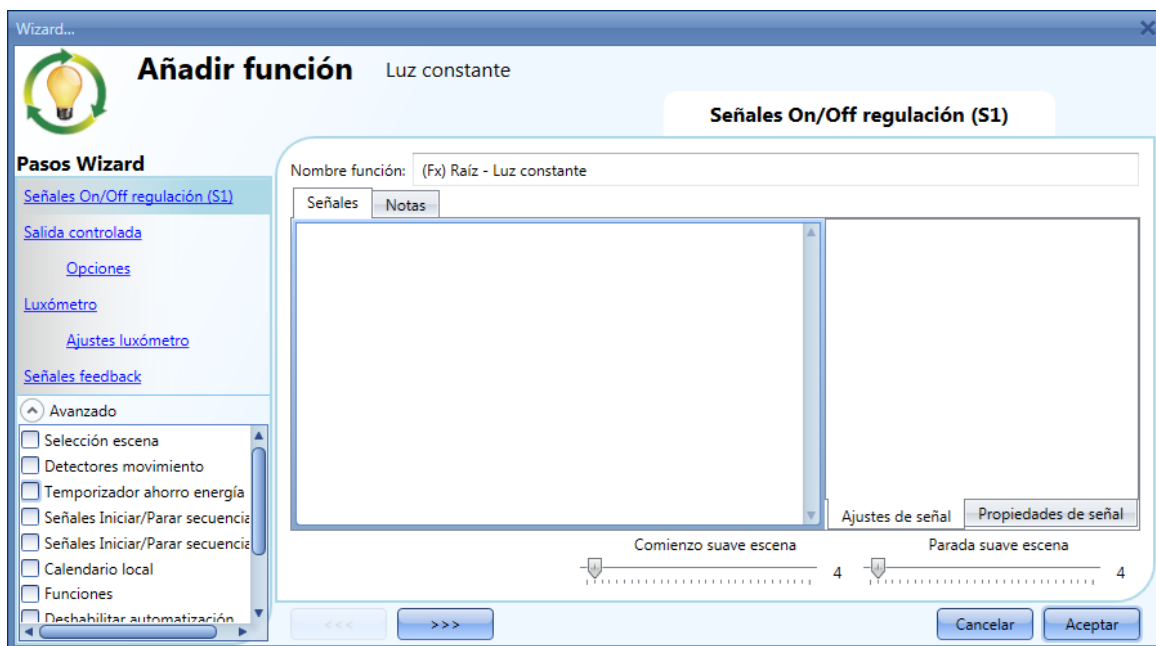 Wizard...
Añadir función Luz constante
Señales On/Off regulación (S1)
Pasos Wizard
Señales On/Off regulación (S1)
Salida controlada
Opciones
Luxómetro
Ajustes luxómetro
Señales feedback
Avanzado
Selección escena
Detectores movimiento
Temporizador ahorro energía
Señales Iniciar/Parar secuencia
Señales Iniciar/Parar secuencia
Calendario local
Funciones
Deshabilitar automatización
Nombre función: (Fx) Raíz - Luz constante
Señales Notas
Ajustes de señal Propiedades de señal
Comienzo suave escena Parada suave escena
4 4
<<< >>> Cancelar Aceptar